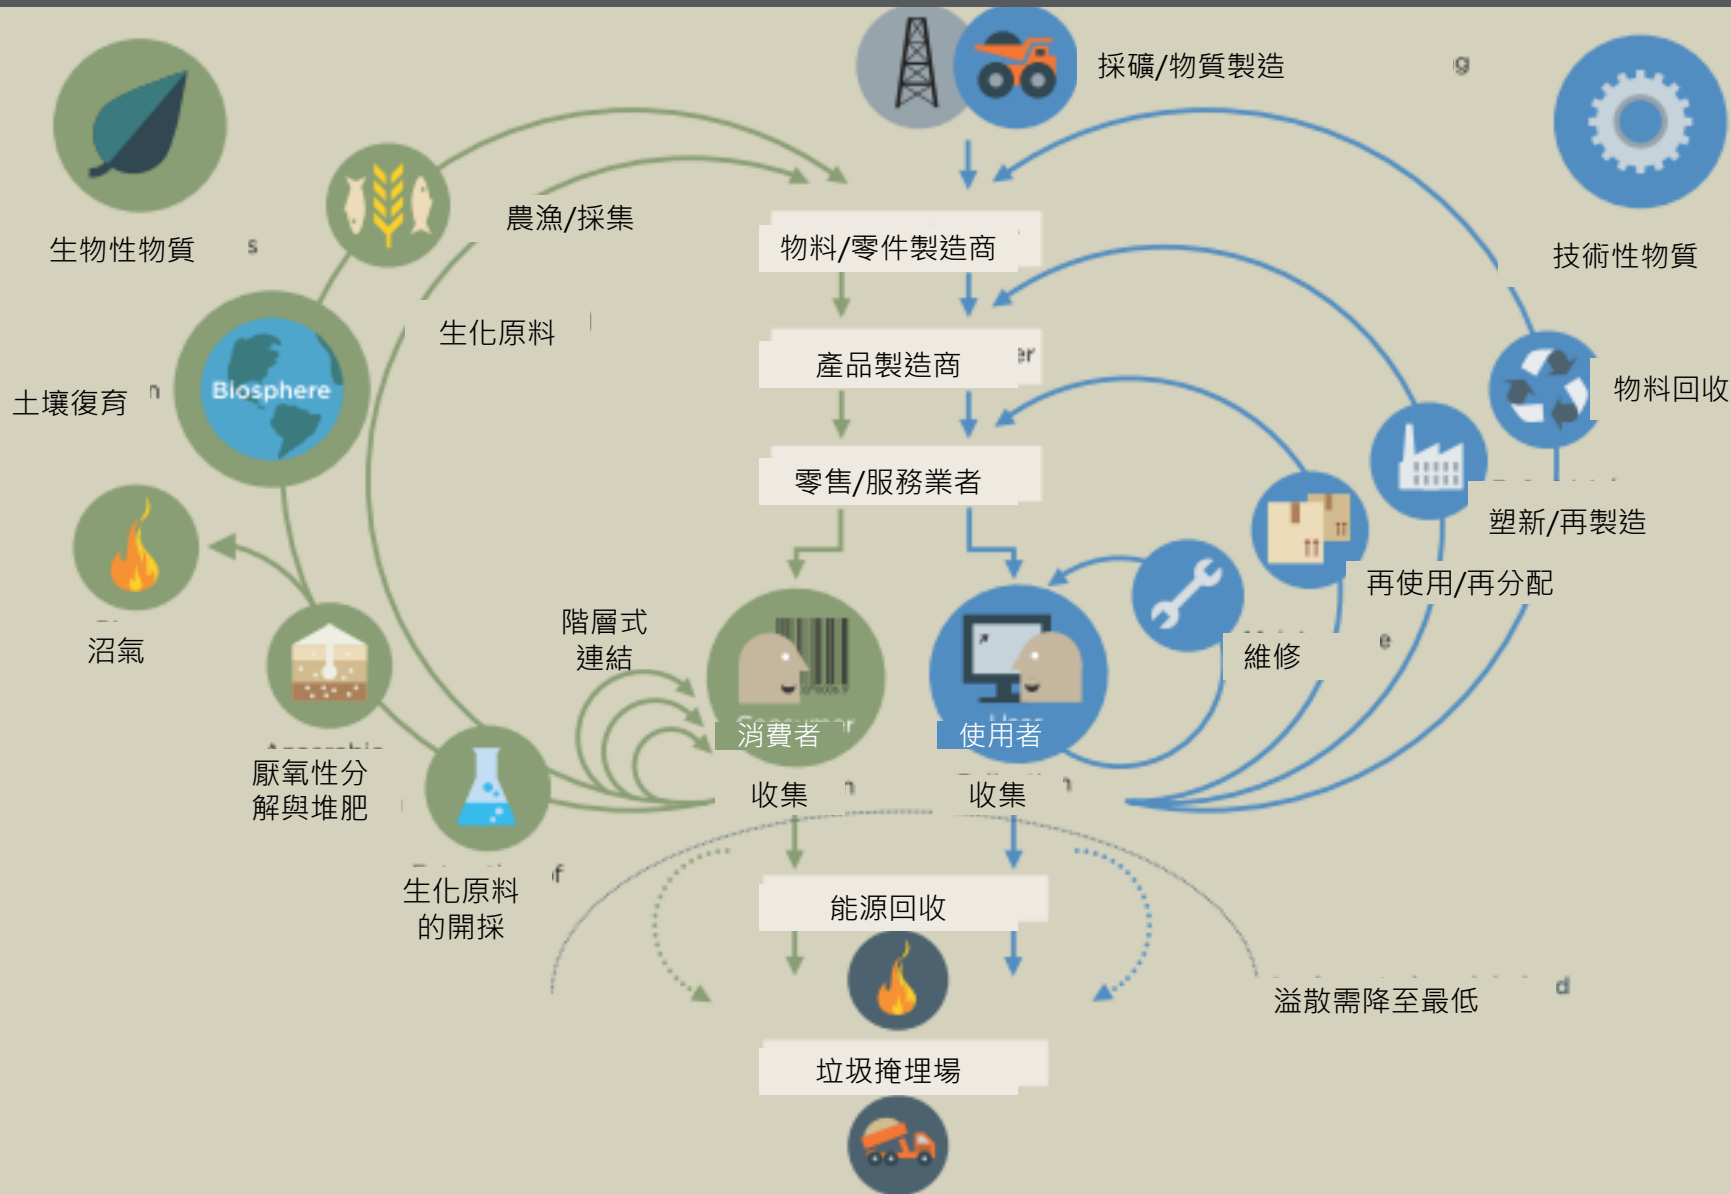 採礦/物質製造
生物性物質
農漁/採集
物料/零件製造商
技術性物質
生化原料
產品製造商
土壤復育
Biosphere
物料回收
零售/服務業者
塑新/再製造
再使用/再分配
階層式
連結
沼氣
維修
消費者
使用者
厭氧性分
解與堆肥
收集
收集
生化原料
的開採
能源回收
溢散需降至最低
垃圾掩埋場